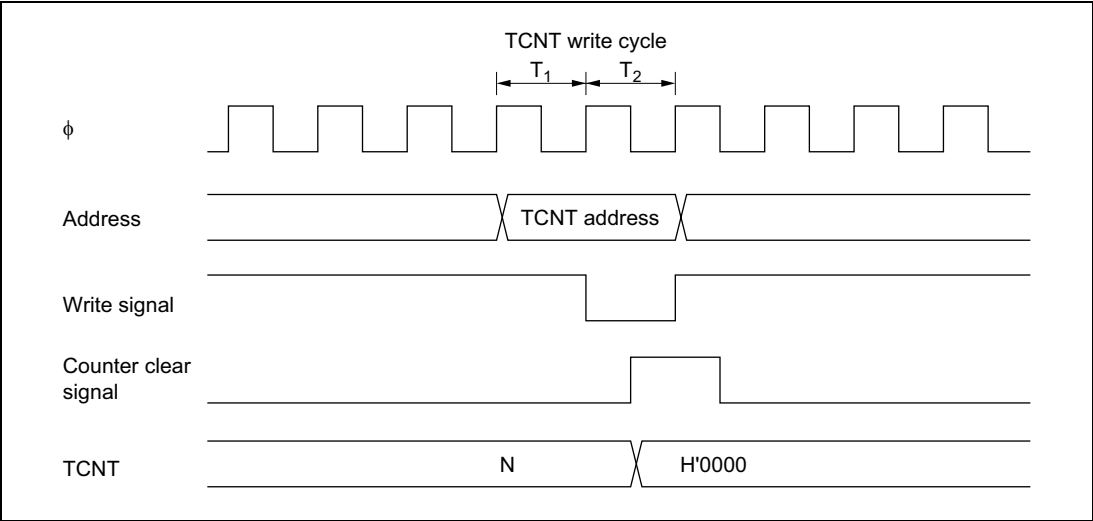 TCNT write cycle
T₁ T₂
ϕ
Address
TCNT address
Write signal
Counter clear
signal
TCNT
N
H'0000